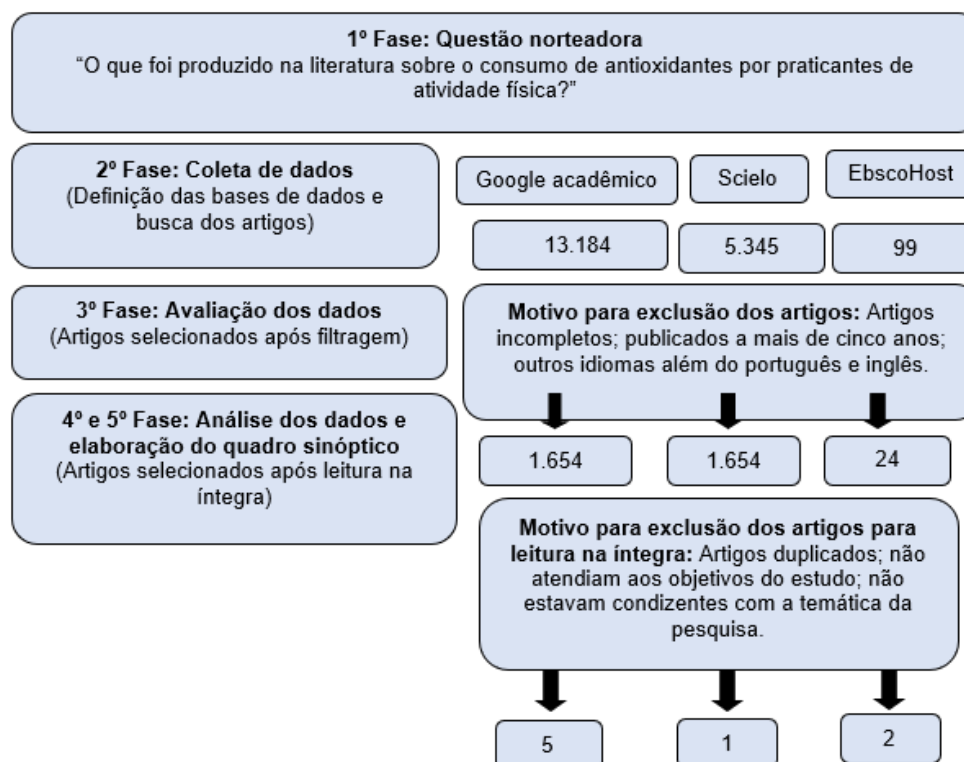 1º Fase: Questão norteadora
“O que foi produzido na literatura sobre o consumo de antioxidantes por praticantes de
atividade física?”
2º Fase: Coleta de dados
(Definição das bases de dados e
busca dos artigos)
Google acadêmico
Scielo
EbscoHost
13.184
5.345
99
3º Fase: Avaliação dos dados
(Artigos selecionados após filtragem)
Motivo para exclusão dos artigos: Artigos
incompletos; publicados a mais de cinco anos;
outros idiomas além do português e inglês.
4º e 5º Fase: Análise dos dados e
elaboração do quadro sinóptico
(Artigos selecionados após leitura na
íntegra)
1.654
1.654
24
Motivo para exclusão dos artigos para
leitura na íntegra: Artigos duplicados; não
atendiam aos objetivos do estudo; não
estavam condizentes com a temática da
pesquisa.
5
1
2